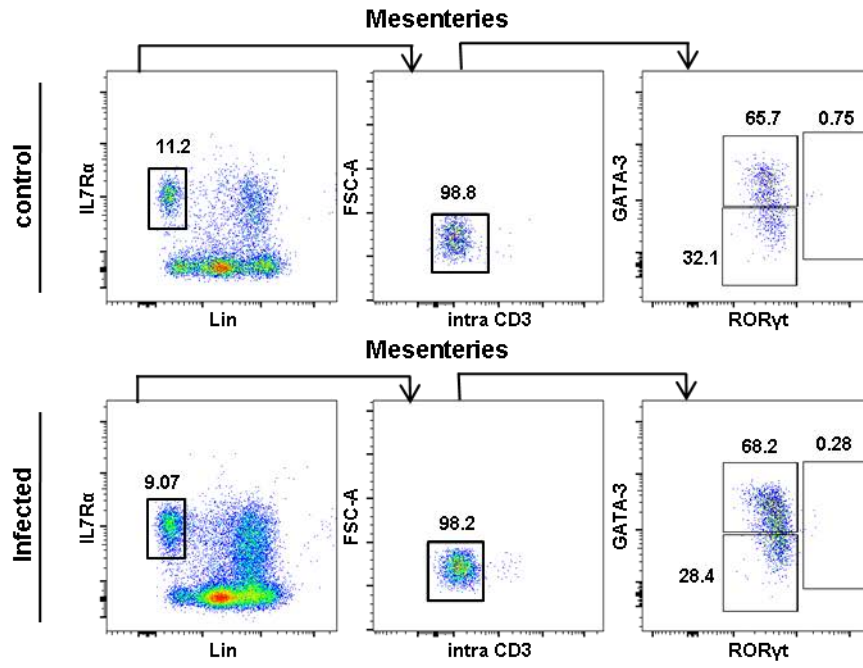 Mesenteries
control
IL7Rα
11.2
Lin
FSC-A
98.8
intra CD3
GATA-3
65.7
0.75
32.1
RORγt
Mesenteries
Infected
IL7Rα
9.07
Lin
FSC-A
98.2
intra CD3
GATA-3
68.2
0.28
28.4
RORγt